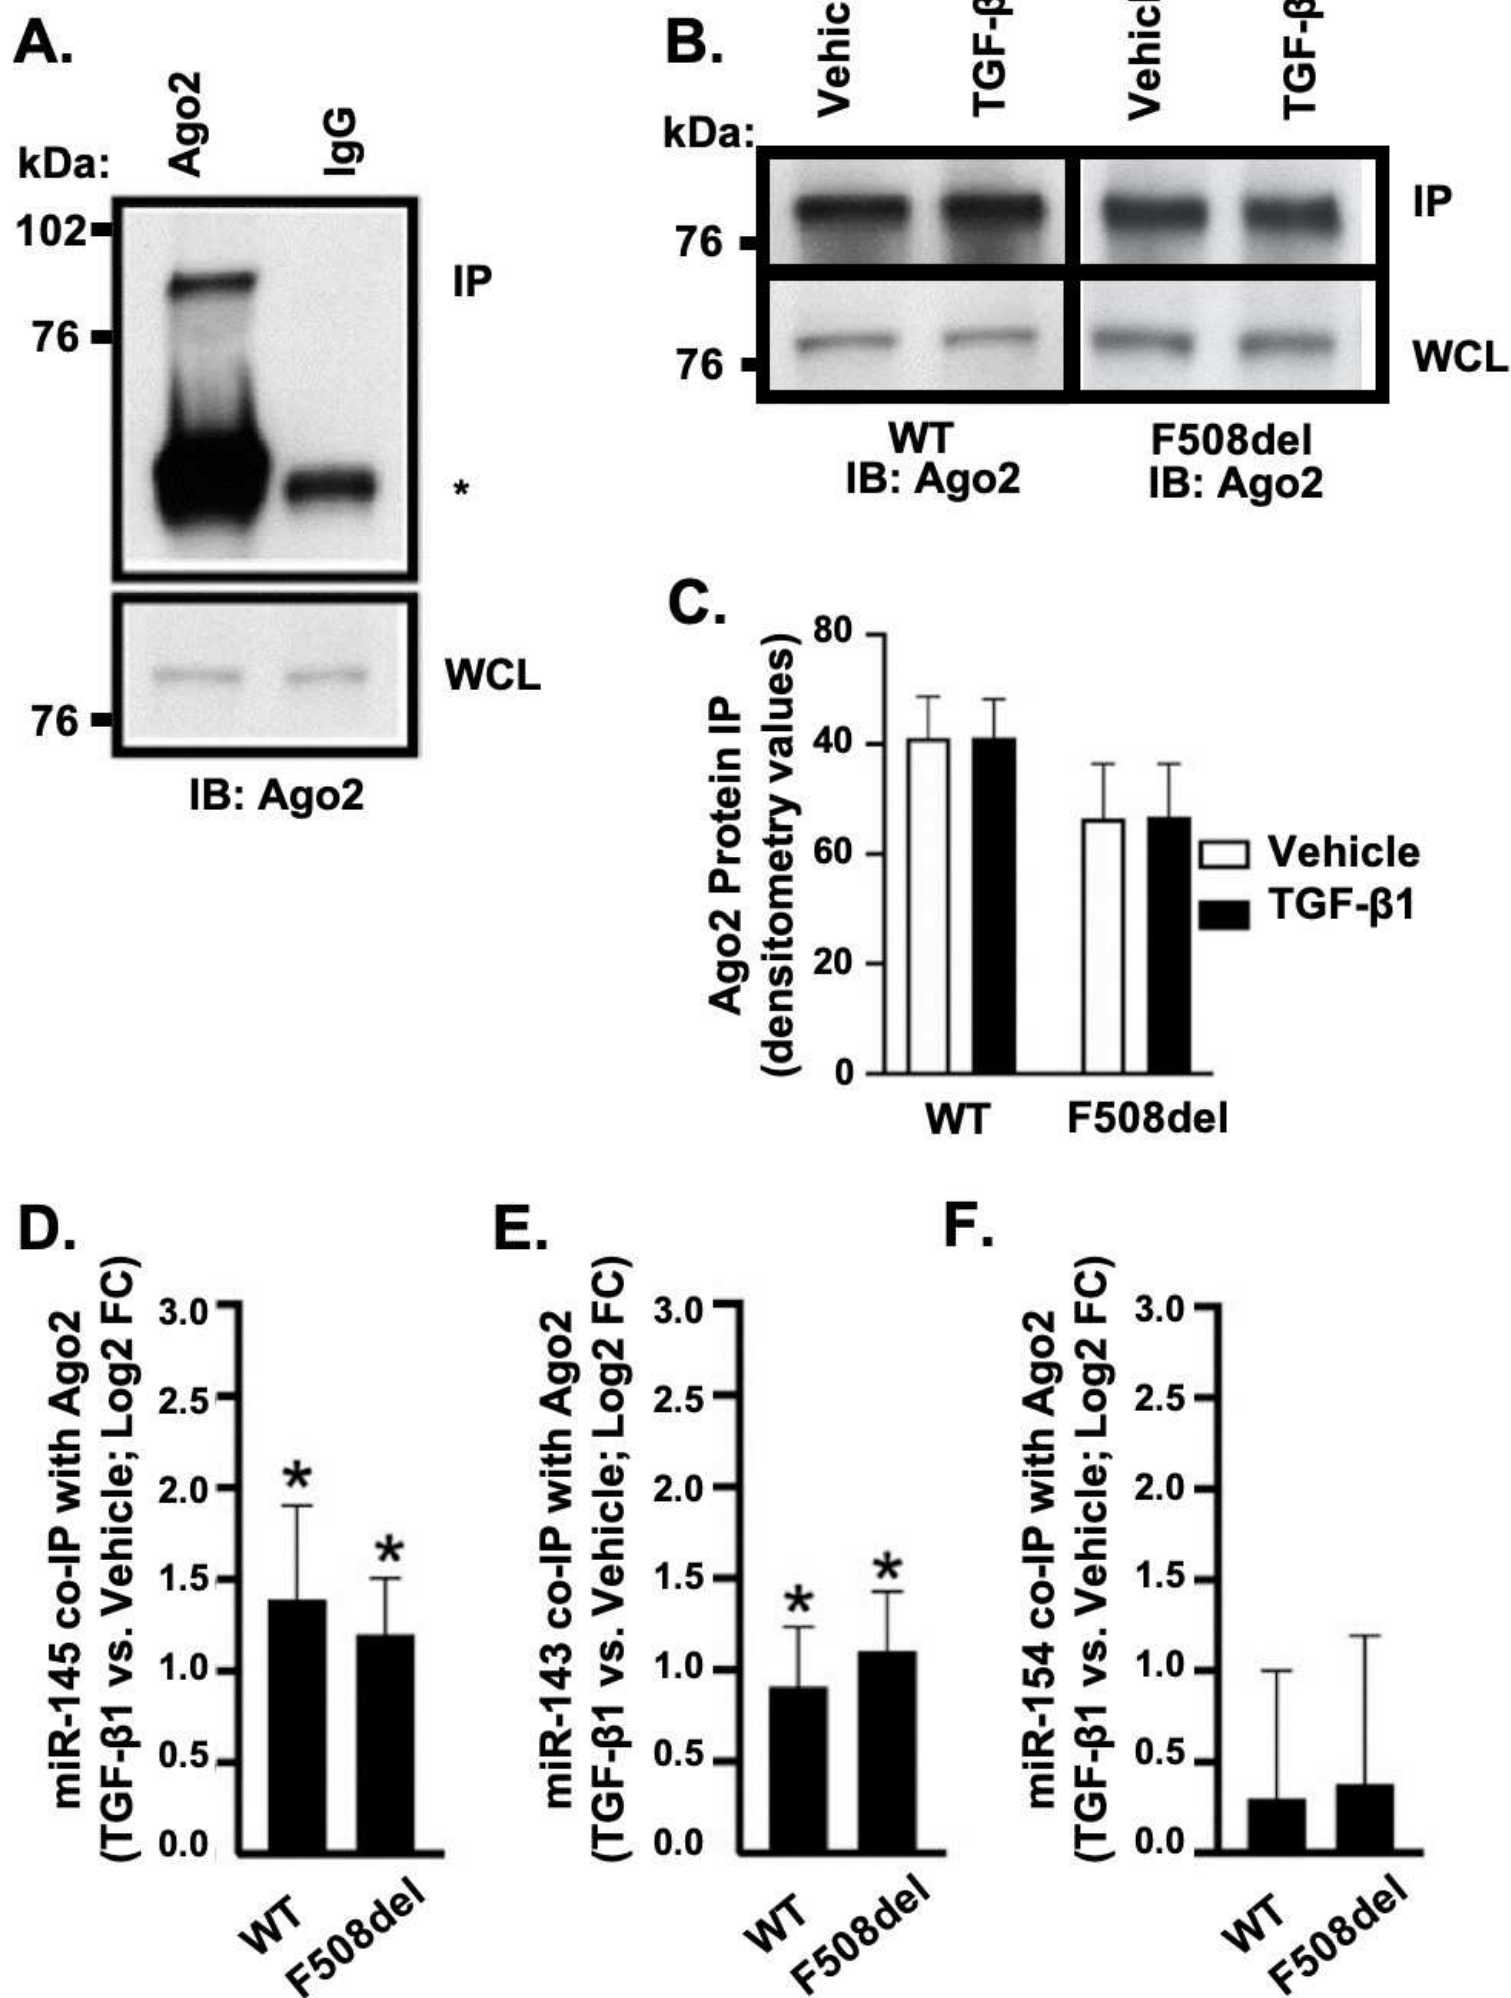 A.
Ago2
IgG
kDa:
102
IP
76
*
WCL
76
IB: Ago2
B.
Vehic
TGF-β
Vehicl
TGF-β
kDa:
IP
76
WCL
76
WT
IB: Ago2
F508del
IB: Ago2
C.
Ago2 Protein IP
(densitometry values)
80
40
60
20
0
WT
F508del
Vehicle
TGF-β1
D.
miR-145 co-IP with Ago2
(TGF-β1 vs. Vehicle; Log2 FC)
3.0
2.5
2.0
1.5
1.0
0.5
0.0
*
*
WT
F508del
E.
miR-143 co-IP with Ago2
(TGF-β1 vs. Vehicle; Log2 FC)
3.0
2.5
2.0
1.5
1.0
0.5
0.0
*
*
WT
F508del
F.
miR-154 co-IP with Ago2
(TGF-β1 vs. Vehicle; Log2 FC)
3.0
2.5
2.0
1.5
1.0
0.5
0.0
WT
F508del